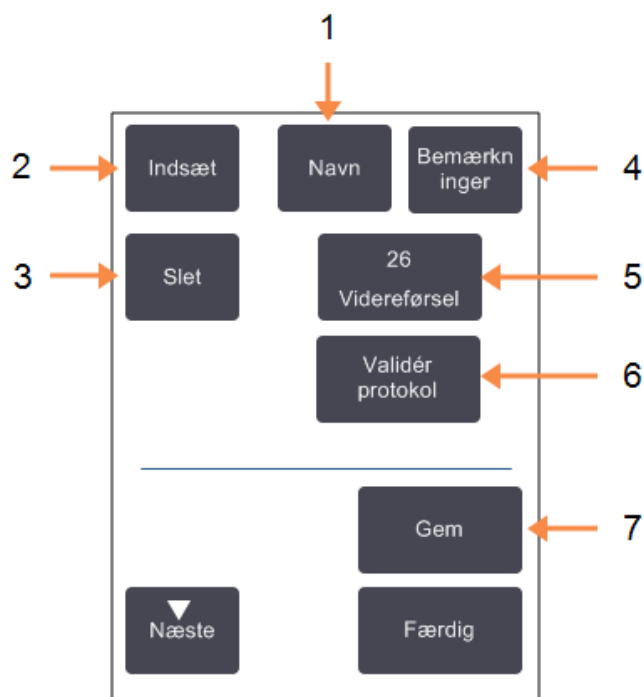 1
2
Indsæt
Navn
Bemærkn
inger
4
3
Slet
26
Videreførsel
5
Validér
protokol
6
Gem
7
Næste
Færdig